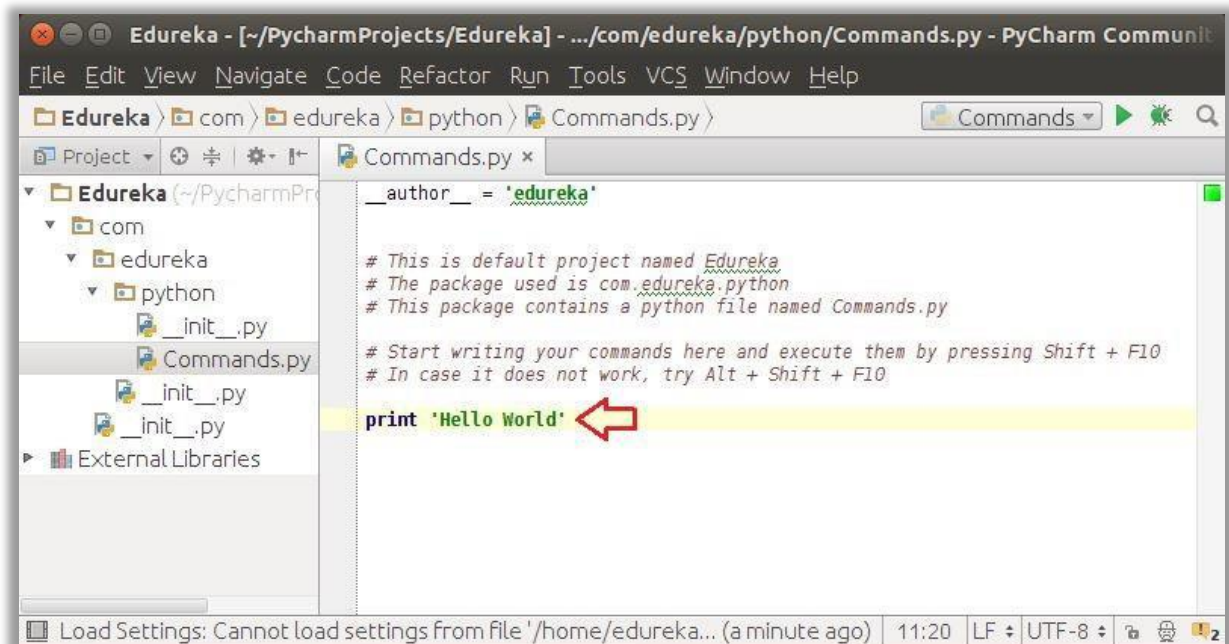 Edureka - [~/PycharmProjects/Edureka] - .../com/edureka/python/Commands.py - PyCharm Communit
File Edit View Navigate Code Refactor Run Tools VCS Window Help
Edureka com edureka python Commands.py Commands
Project Commands.py ×
Edureka (~/PycharmPro
com
edureka
python
__init__.py
Commands.py
__init__.py
__init__.py
External Libraries
__author__ = 'edureka'
# This is default project named Edureka
# The package used is com.edureka.python
# This package contains a python file named Commands.py
# Start writing your commands here and execute them by pressing Shift + F10
# In case it does not work, try Alt + Shift + F10
print 'Hello World'
Load Settings: Cannot load settings from file '/home/edureka... (a minute ago) 11:20 LF UTF-8 2